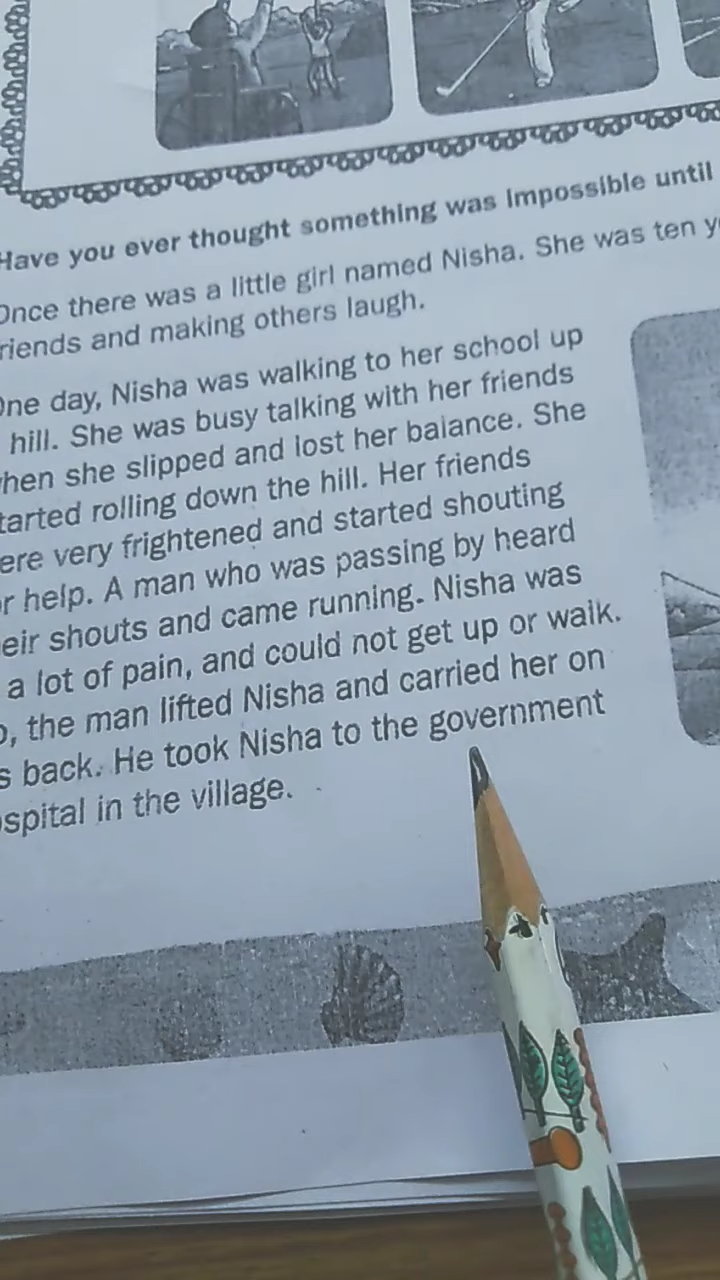 Have you ever thought something was impossible until
Once there was a little girl named Nisha. She was ten
friends and making others laugh.
One day, Nisha was walking to her school up
hill. She was busy talking with her friends
when she slipped and lost her balance. She
started rolling down the hill. Her friends
were very frightened and started shouting
for help. A man who was passing by heard
their shouts and came running. Nisha was
a lot of pain, and could not get up or walk.
So, the man lifted Nisha and carried her on
his back. He took Nisha to the government
hospital in the village.